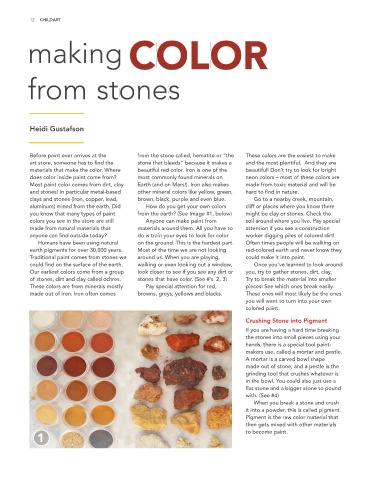 12 CHILDART
making COLOR
from stones
Heidi Gustafson
Before paint ever arrives at the
art store, someone has to find the
materials that make the color. Where
does color inside paint come from?
Most paint color comes from dirt, clay
and stones! In particular metal-based
clays and stones (iron, copper, lead,
aluminum) mined from the earth. Did
you know that many types of paint
colors you see in the store are still
made from natural materials that
anyone can find outside today?
Humans have been using natural
earth pigments for over 30,000 years.
Traditional paint comes from stones we
could find on the surface of the earth.
Our earliest colors come from a group
of stones, dirt and clay called ochres.
These colors are from minerals mostly
made out of iron. Iron often comes
from the stone called, hematite or "the
stone that bleeds" because it makes a
beautiful red color. Iron is one of the
most commonly found minerals on
Earth (and on Mars). Iron also makes
other mineral colors like yellow, green,
brown, black, purple and even blue.
How do you get your own colors
from the earth? (See Image #1, below)
Anyone can make paint from
materials around them. All you have to
do is train your eyes to look for color
on the ground. This is the hardest part.
Most of the time we are not looking
around us. When you are playing,
walking or even looking out a window,
look closer to see if you see any dirt or
stones that have color. (See #'s 2, 3)
Pay special attention for red,
browns, greys, yellows and blacks.
These colors are the easiest to make
and the most plentiful. And they are
beautiful! Don't try to look for bright
neon colors – most of these colors are
made from toxic material and will be
hard to find in nature.
Go to a nearby creek, mountain,
cliff or places where you know there
might be clay or stones. Check the
soil around where you live. Pay special
attention if you see a construction
worker digging piles of colored dirt!
Often times people will be walking on
red-colored earth and never know they
could make it into paint.
Once you've learned to look around
you, try to gather stones, dirt, clay.
Try to break the material into smaller
pieces! See which ones break easily.
These ones will most likely be the ones
you will want to turn into your own
colored paint.
Crushing Stone into Pigment
If you are having a hard time breaking
the stones into small pieces using your
hands, there is a special tool paint-
makers use, called a mortar and pestle.
A mortar is a carved bowl shape
made out of stone, and a pestle is the
grinding tool that crushes whatever is
in the bowl. You could also just use a
flat stone and a bigger stone to pound
with. (See #4)
When you break a stone and crush
it into a powder, this is called pigment.
Pigment is the raw color material that
then gets mixed with other materials
to become paint.
1